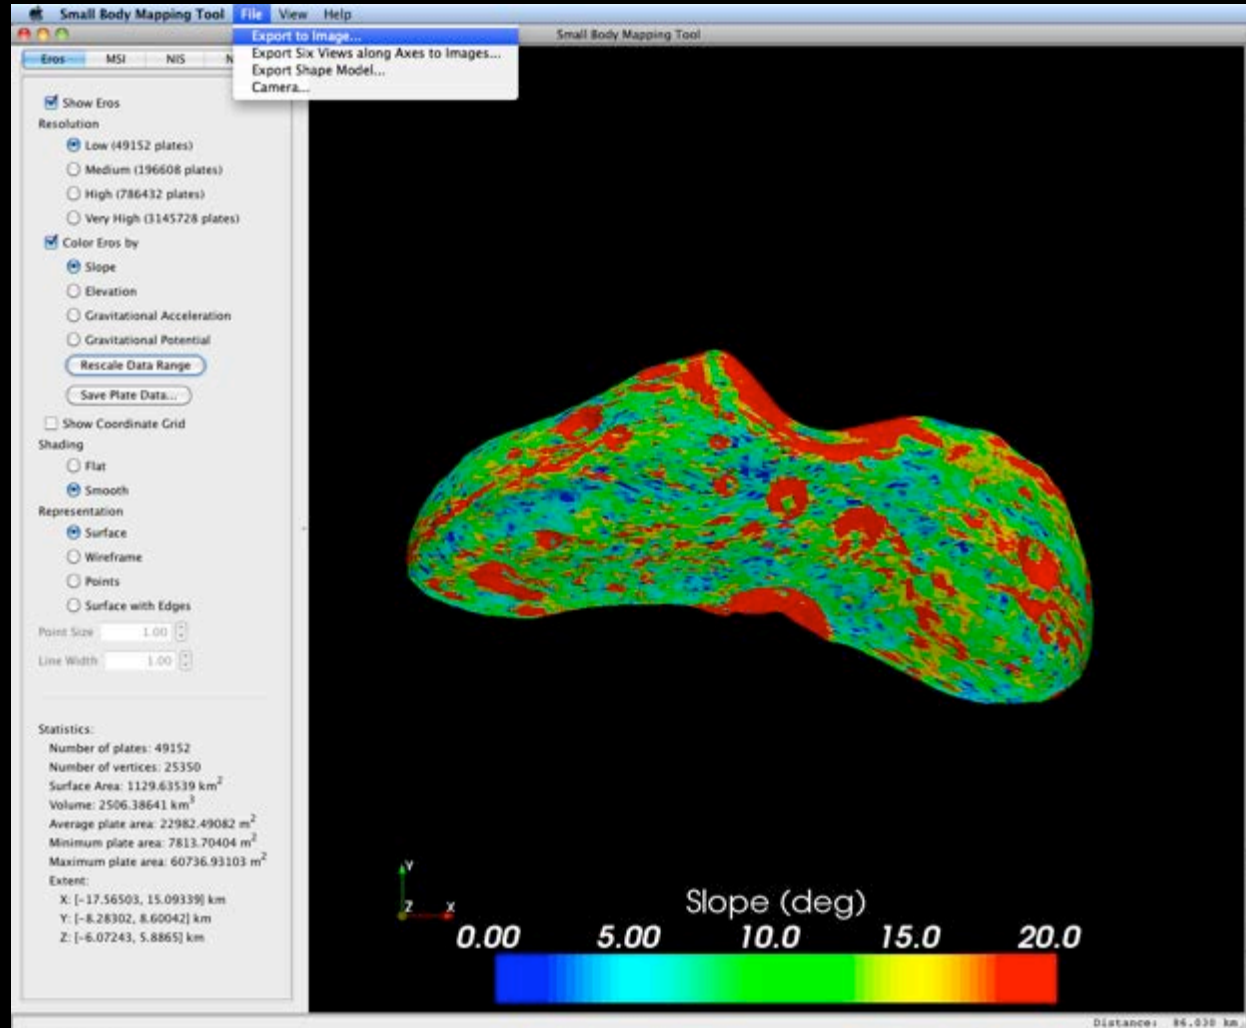 Small Body Mapping Tool File View Help
Small Body Mapping Tool
Export to Image...
Export Six Views along Axes to Images...
Export Shape Model...
Camera...
Eros MSI NIS N
Show Eros
Resolution
Low (49152 plates)
Medium (196608 plates)
High (786432 plates)
Very High (3145728 plates)
Color Eros by
Slope
Elevation
Gravitational Acceleration
Gravitational Potential
Rescale Data Range
Save Plate Data...
Show Coordinate Grid
Shading
Flat
Smooth
Representation
Surface
Wireframe
Points
Surface with Edges
Point Size 1.00
Line Width 1.00
Statistics:
Number of plates: 49152
Number of vertices: 25350
Surface Area: 1129.63539 km²
Volume: 2506.38641 km³
Average plate area: 22982.49082 m²
Minimum plate area: 7813.70404 m²
Maximum plate area: 60736.93103 m²
Extent:
X: [-17.56503, 15.09339] km
Y: [-8.28302, 8.60042] km
Z: [-6.07243, 5.8865] km
Y
Z X
Slope (deg)
0.00 5.00 10.0 15.0 20.0
Distance: 86.030 km